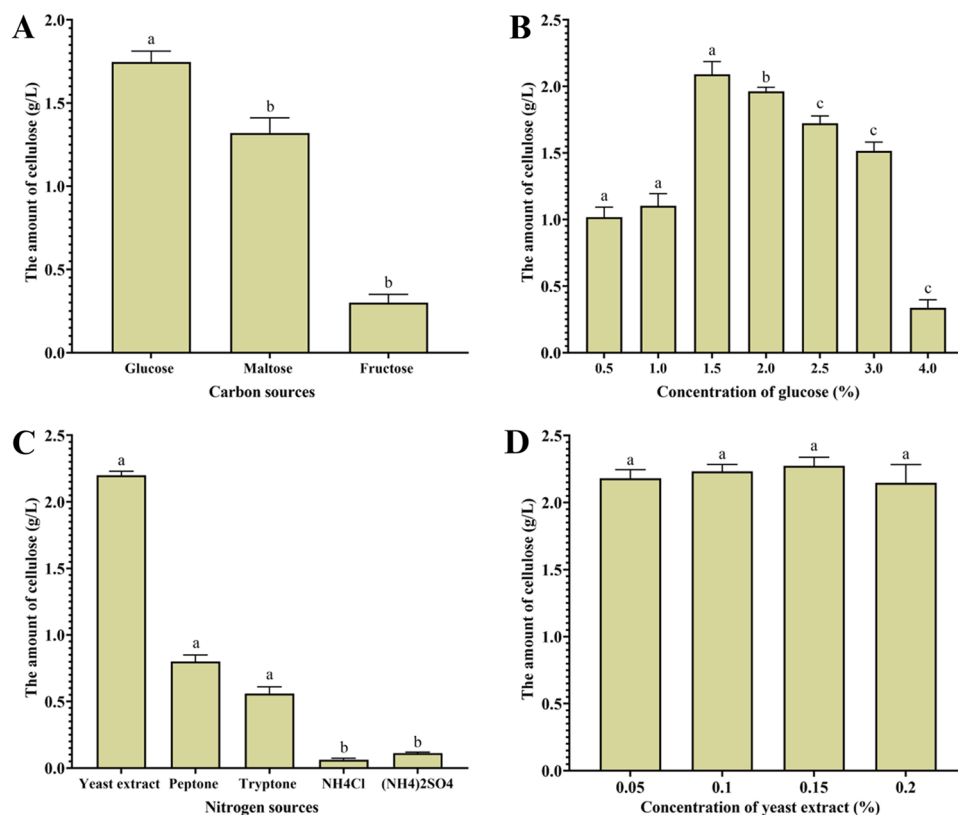 A
The amount of cellulose (g/L)
2.0
1.5
1.0
0.5
0.0
a
b
b
Glucose Maltose Fructose
Carbon sources
B
The amount of cellulose (g/L)
2.5
2.0
1.5
1.0
0.5
0.0
a
a
a
b
c
c
c
0.5 1.0 1.5 2.0 2.5 3.0 4.0
Concentration of glucose (%)
C
The amount of cellulose (g/L)
2.5
2.0
1.5
1.0
0.5
0.0
a
a
a
b
b
Yeast extract Peptone Tryptone NH4Cl (NH4)2SO4
Nitrogen sources
D
The amount of cellulose (g/L)
2.5
2.0
1.5
1.0
0.5
0.0
a
a
a
a
0.05 0.1 0.15 0.2
Concentration of yeast extract (%)